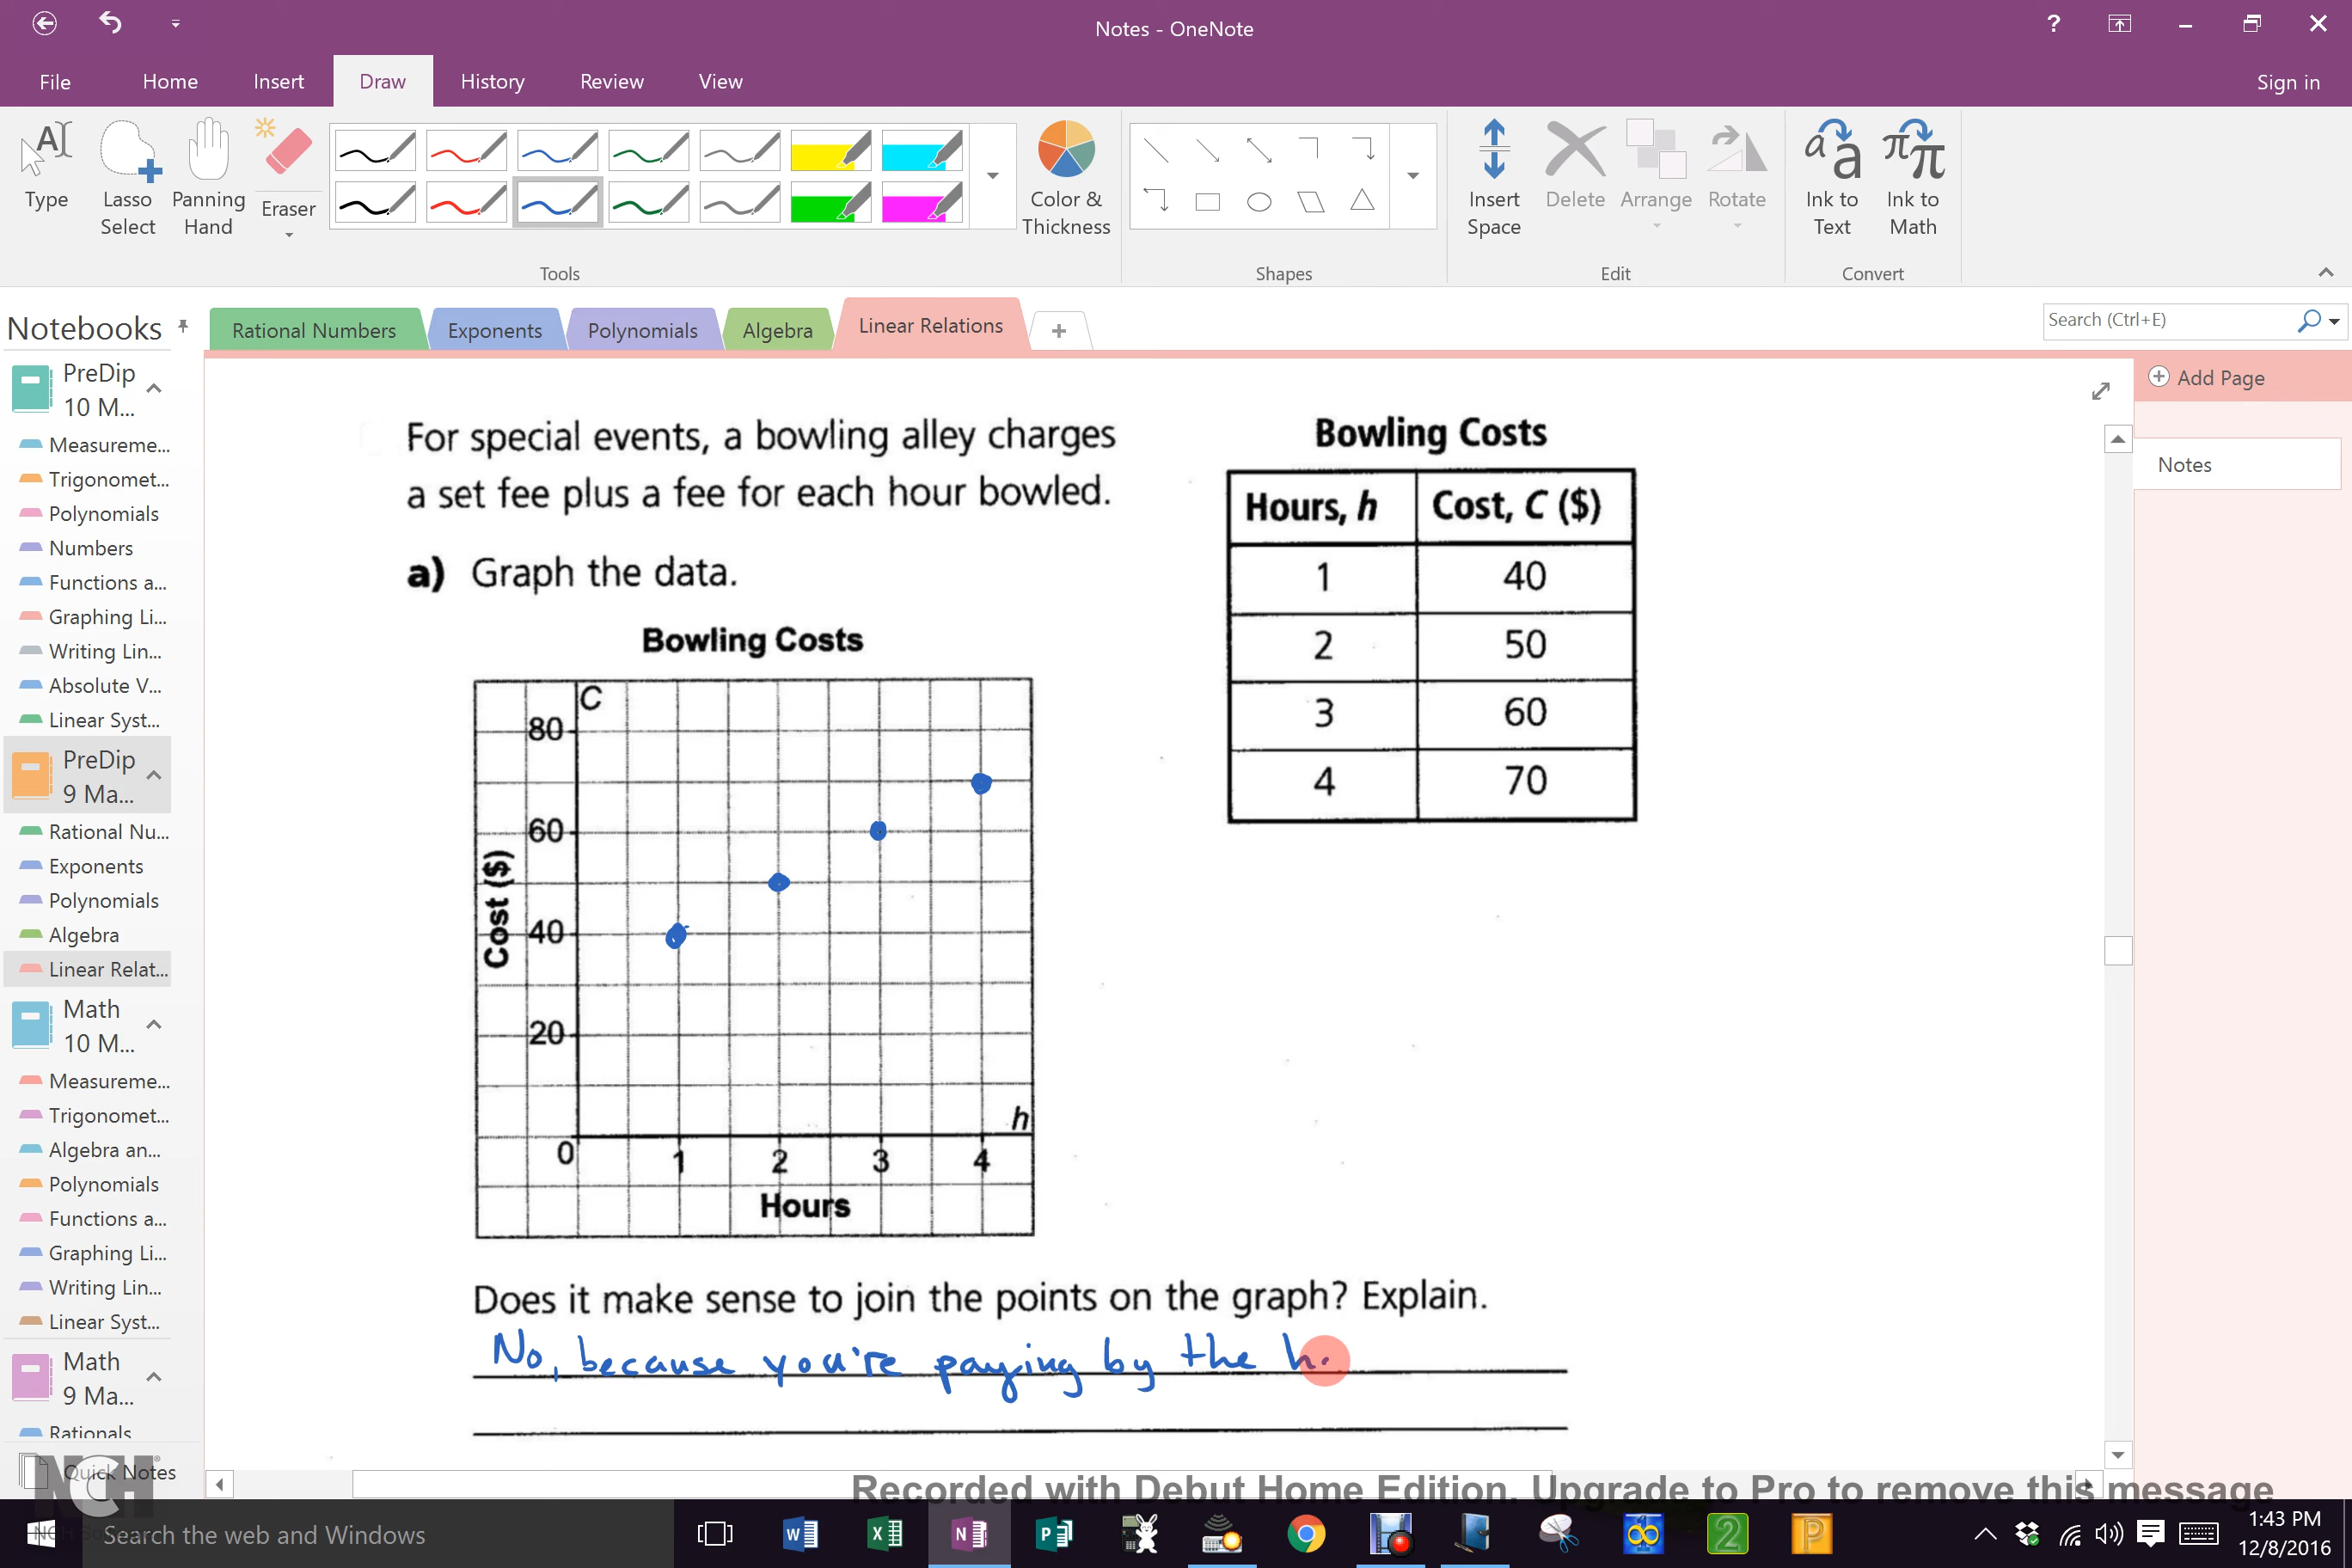 Notes - OneNote
?
File
Home
Insert
Draw
History
Review
View
Sign in
Type
Lasso Select
Panning Hand
Eraser
Color & Thickness
Insert Space
Delete
Arrange
Rotate
Ink to Text
Ink to Math
Tools
Shapes
Edit
Convert
Notebooks
Rational Numbers
Exponents
Polynomials
Algebra
Linear Relations
+
Search (Ctrl+E)
Add Page
Notes
PreDip 10 M...
Measureme...
Trigonomet...
Polynomials
Numbers
Functions a...
Graphing Li...
Writing Lin...
Absolute V...
Linear Syst...
PreDip 9 Ma...
Rational Nu...
Exponents
Polynomials
Algebra
Linear Relat...
Math 10 M...
Measureme...
Trigonomet...
Algebra an...
Polynomials
Functions a...
Graphing Li...
Writing Lin...
Linear Syst...
Math 9 Ma...
Rationals
Quick Notes
For special events, a bowling alley charges
a set fee plus a fee for each hour bowled.
a) Graph the data.
Bowling Costs
C
80
60
40
20
0
1 2 3 4
h
Cost ($)
Hours
Bowling Costs
Hours, h Cost, C ($)
1 40
2 50
3 60
4 70
Does it make sense to join the points on the graph? Explain.
No, because you're paying by the h
Recorded with Debut Home Edition. Upgrade to Pro to remove this message
NCH
Search the web and Windows
1:43 PM
12/8/2016